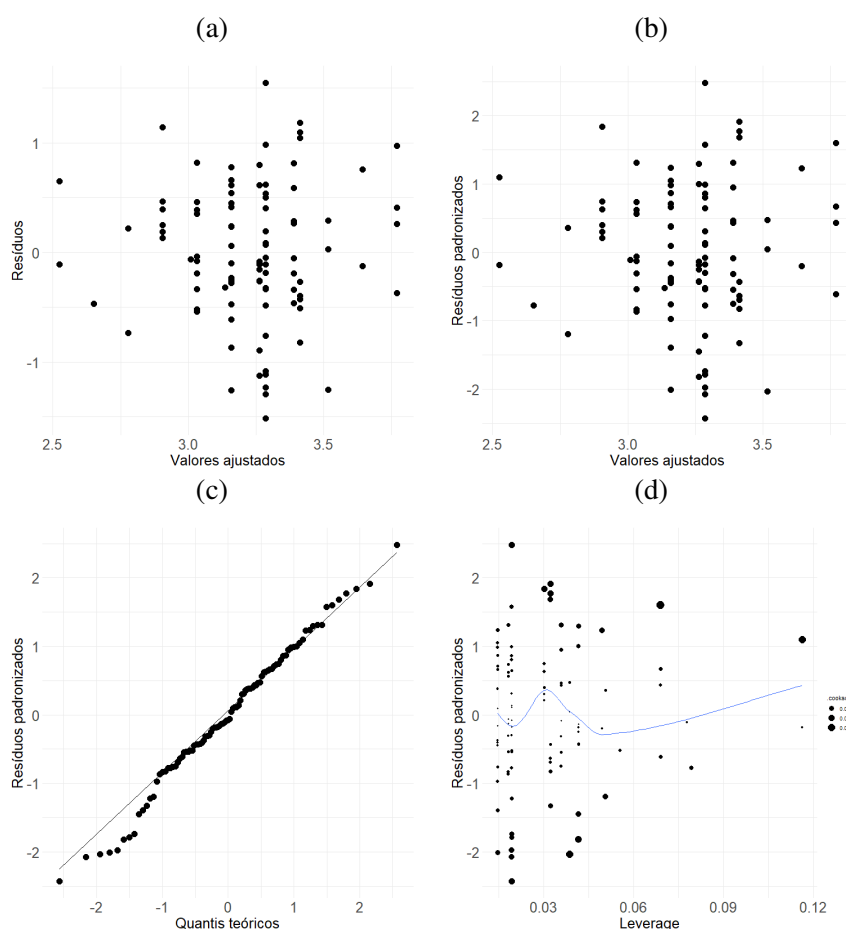 (a)
(b)
Resíduos
1
0
-1
2.5
3.0
3.5
Valores ajustados
Resíduos padronizados
2
1
0
-1
-2
2.5
3.0
3.5
Valores ajustados
(c)
(d)
Resíduos padronizados
2
1
0
-1
-2
-2
-1
0
1
2
Quantis teóricos
Resíduos padronizados
2
1
0
-1
-2
0.03
0.06
0.09
0.12
Leverage